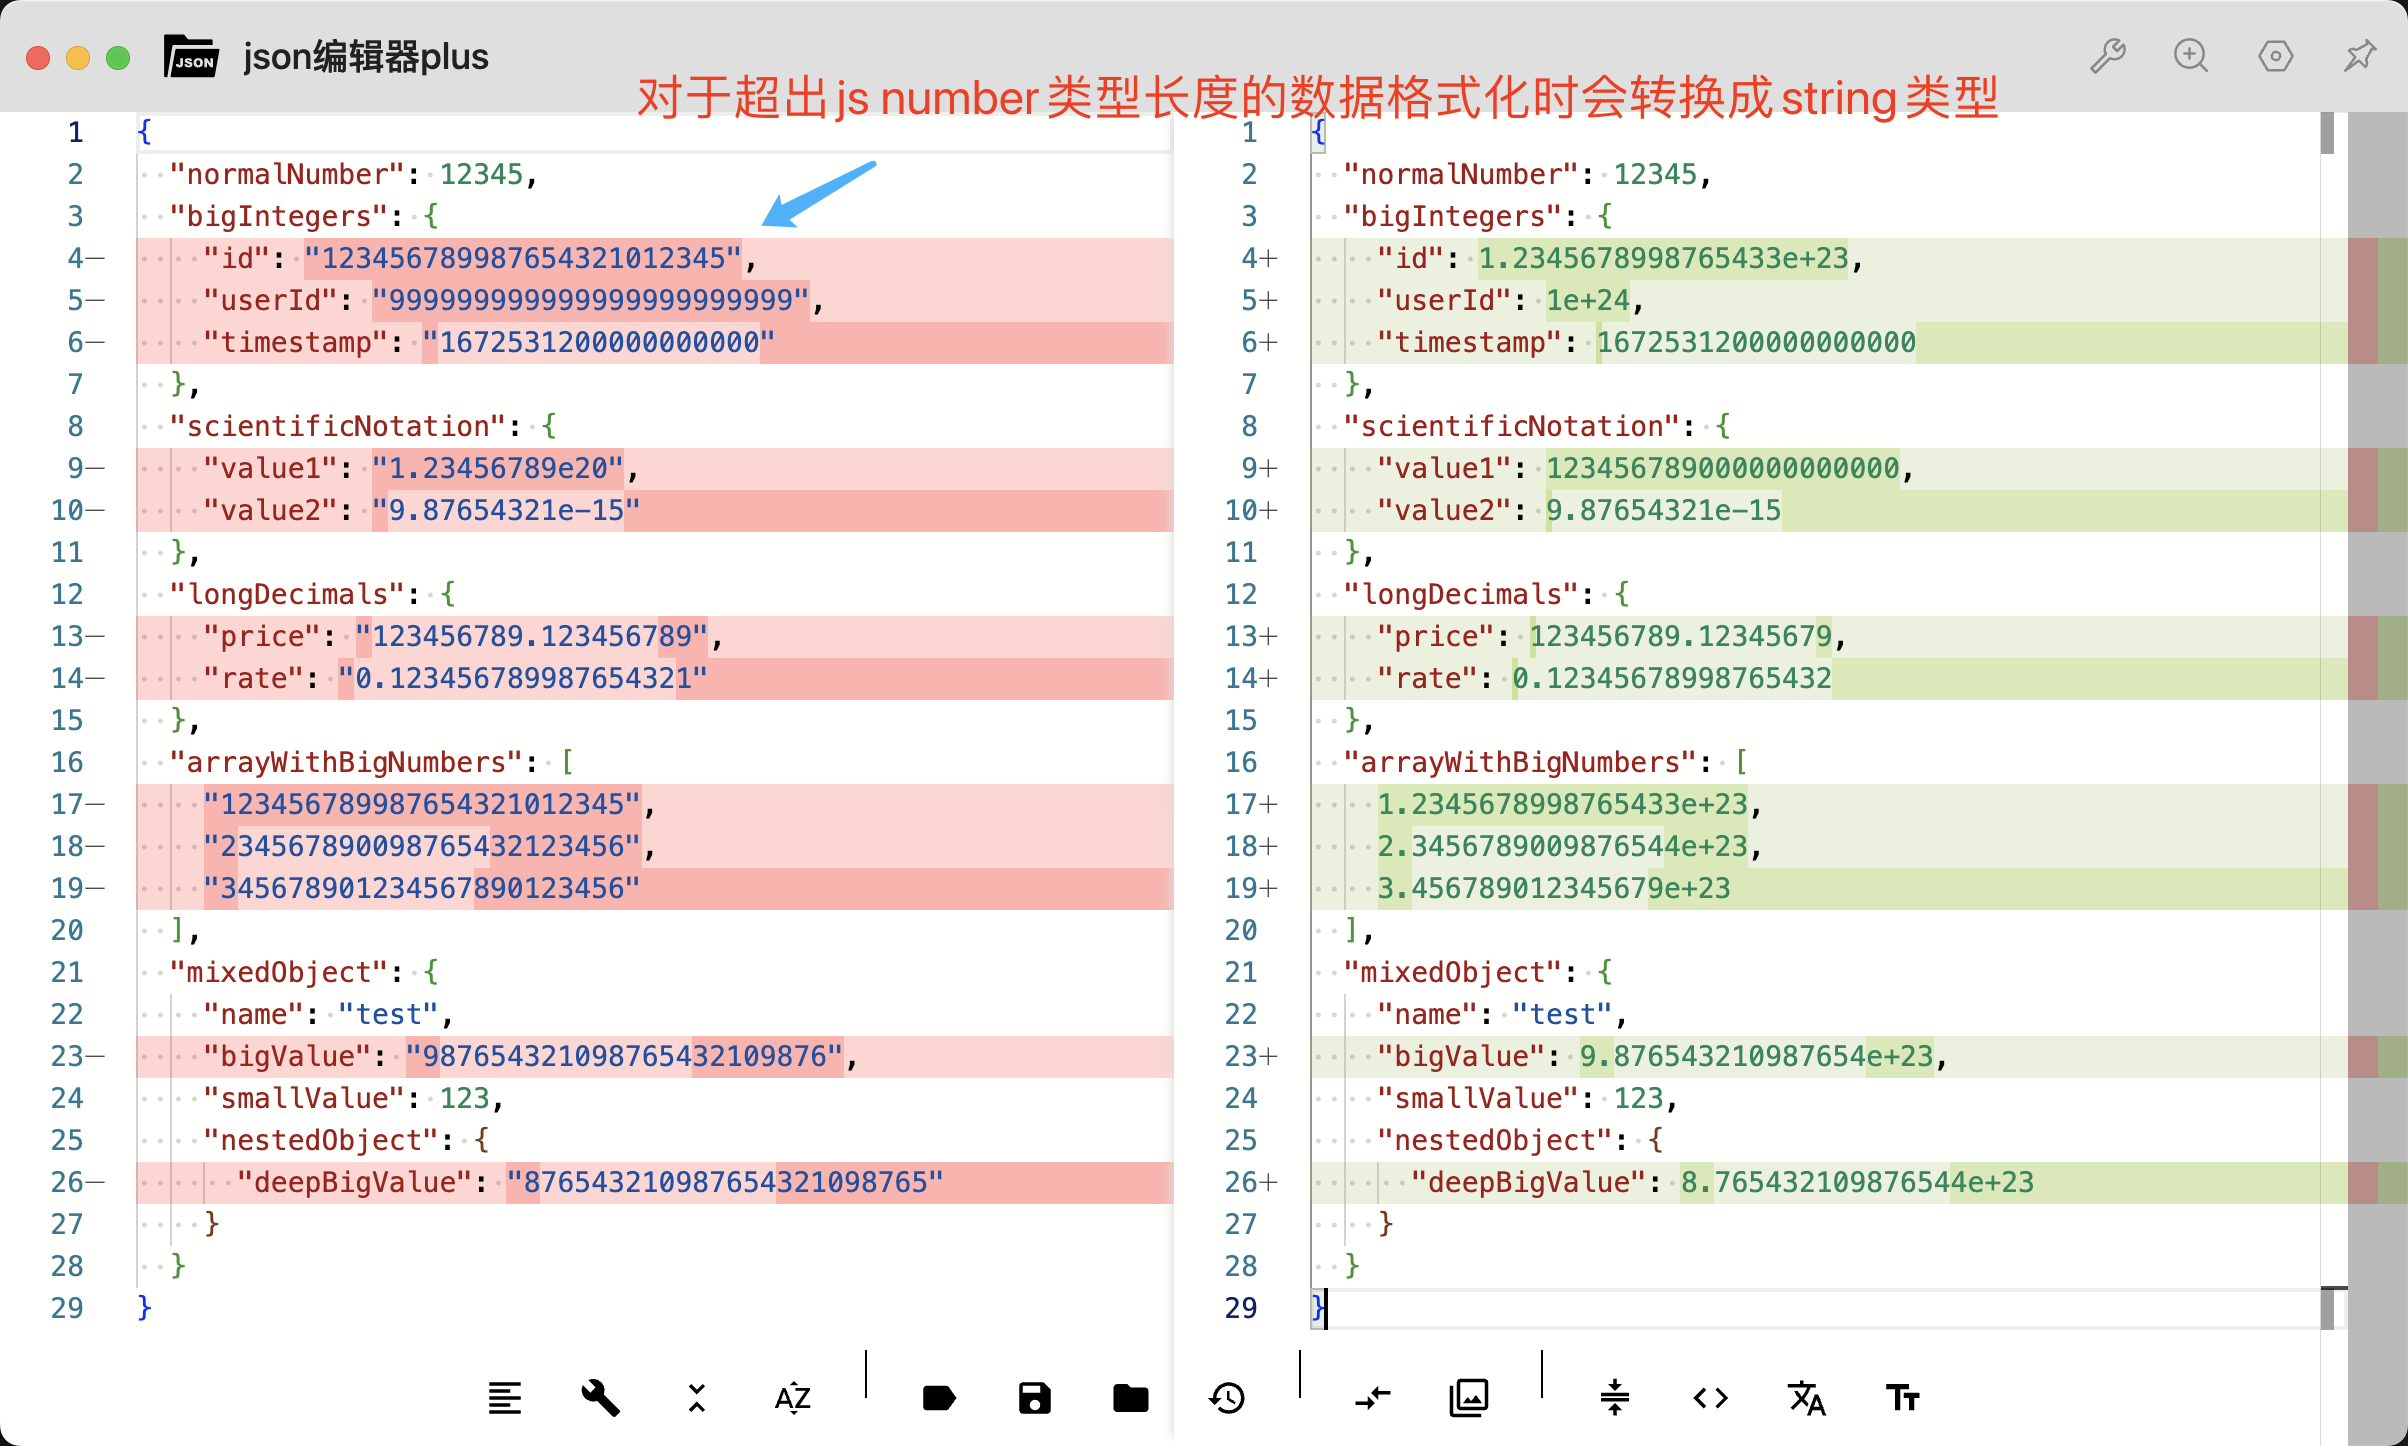 JSON json编辑器plus
对于超出js number类型长度的数据格式化时会转换成string类型
1 {
2 "normalNumber": 12345,
3 "bigIntegers": {
4— "id": "123456789987654321012345",
5— "userId": "999999999999999999999999",
6— "timestamp": "1672531200000000000"
7 },
8 "scientificNotation": {
9— "value1": "1.23456789e20",
10— "value2": "9.87654321e-15"
11 },
12 "longDecimals": {
13— "price": "123456789.123456789",
14— "rate": "0.123456789987654321"
15 },
16 "arrayWithBigNumbers": [
17— "123456789987654321012345",
18— "234567890098765432123456",
19— "345678901234567890123456"
20 ],
21 "mixedObject": {
22 "name": "test",
23— "bigValue": "987654321098765432109876",
24 "smallValue": 123,
25 "nestedObject": {
26— "deepBigValue": "876543210987654321098765"
27 }
28 }
29 }
1 {
2 "normalNumber": 12345,
3 "bigIntegers": {
4+ "id": 1.2345678998765433e+23,
5+ "userId": 1e+24,
6+ "timestamp": 1672531200000000000
7 },
8 "scientificNotation": {
9+ "value1": 123456789000000000000,
10+ "value2": 9.87654321e-15
11 },
12 "longDecimals": {
13+ "price": 123456789.12345679,
14+ "rate": 0.12345678998765432
15 },
16 "arrayWithBigNumbers": [
17+ 1.2345678998765433e+23,
18+ 2.3456789009876544e+23,
19+ 3.456789012345679e+23
20 ],
21 "mixedObject": {
22 "name": "test",
23+ "bigValue": 9.876543210987654e+23,
24 "smallValue": 123,
25 "nestedObject": {
26+ "deepBigValue": 8.765432109876544e+23
27 }
28 }
29 }